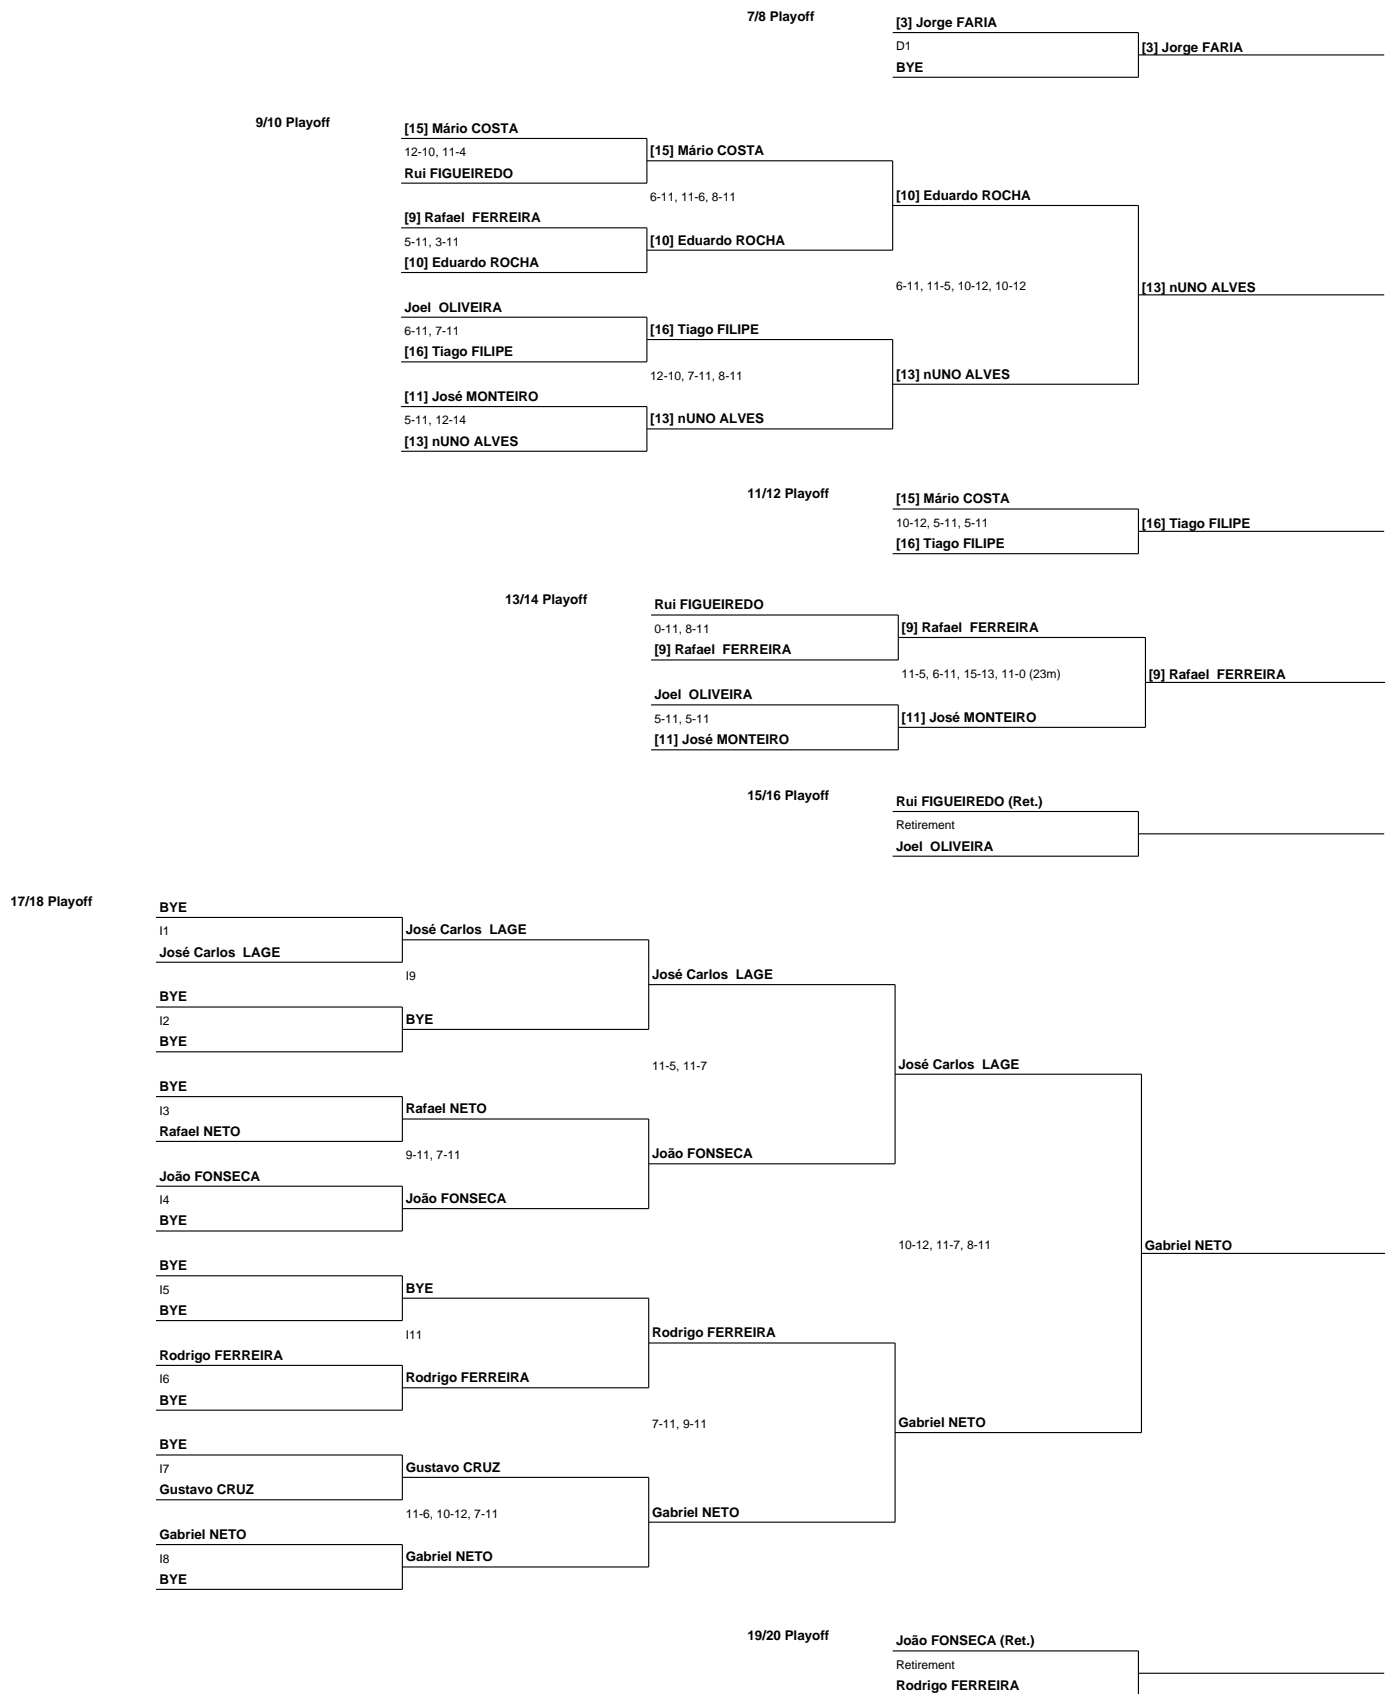 7/8 Playoff
[3] Jorge FARIA
D1
[3] Jorge FARIA
BYE
9/10 Playoff
[15] Mário COSTA
12-10, 11-4
[15] Mário COSTA
Rui FIGUEIREDO
6-11, 11-6, 8-11
[10] Eduardo ROCHA
[9] Rafael  FERREIRA
5-11, 3-11
[10] Eduardo ROCHA
[10] Eduardo ROCHA
6-11, 11-5, 10-12, 10-12
[13] nUNO ALVES
Joel  OLIVEIRA
6-11, 7-11
[16] Tiago FILIPE
[16] Tiago FILIPE
12-10, 7-11, 8-11
[13] nUNO ALVES
[11] José MONTEIRO
5-11, 12-14
[13] nUNO ALVES
[13] nUNO ALVES
11/12 Playoff
[15] Mário COSTA
10-12, 5-11, 5-11
[16] Tiago FILIPE
[16] Tiago FILIPE
13/14 Playoff
Rui FIGUEIREDO
0-11, 8-11
[9] Rafael  FERREIRA
[9] Rafael  FERREIRA
11-5, 6-11, 15-13, 11-0 (23m)
[9] Rafael  FERREIRA
Joel  OLIVEIRA
5-11, 5-11
[11] José MONTEIRO
[11] José MONTEIRO
15/16 Playoff
Rui FIGUEIREDO (Ret.)
Retirement
Joel  OLIVEIRA
17/18 Playoff
BYE
I1
José Carlos  LAGE
José Carlos  LAGE
I9
José Carlos  LAGE
BYE
I2
BYE
BYE
11-5, 11-7
José Carlos  LAGE
BYE
I3
Rafael NETO
Rafael NETO
9-11, 7-11
João FONSECA
João FONSECA
I4
João FONSECA
BYE
10-12, 11-7, 8-11
Gabriel NETO
BYE
I5
BYE
BYE
I11
Rodrigo FERREIRA
Rodrigo FERREIRA
I6
Rodrigo FERREIRA
BYE
7-11, 9-11
Gabriel NETO
BYE
I7
Gustavo CRUZ
Gustavo CRUZ
11-6, 10-12, 7-11
Gabriel NETO
Gabriel NETO
I8
Gabriel NETO
BYE
19/20 Playoff
João FONSECA (Ret.)
Retirement
Rodrigo FERREIRA